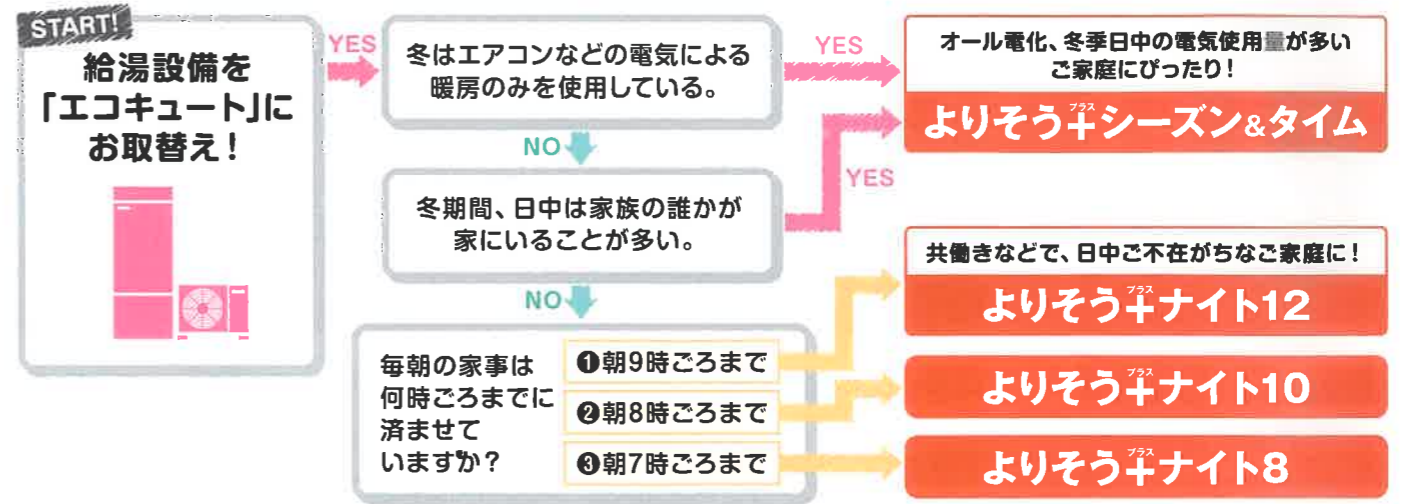 START!
給湯設備を
「エコキュート」に
お取替え!
YES
冬はエアコンなどの電気による
暖房のみを使用している。
YES
オール電化、冬季日中の電気使用量が多い
ご家庭にぴったり!
よりそう+プラスシーズン&タイム
NO
YES
冬期間、日中は家族の誰かが
家にいることが多い。
NO
共働きなどで、日中ご不在がちなご家庭に!
よりそう+プラスナイト12
毎朝の家事は
何時ごろまでに
済ませて
いますか?
❶朝9時ごろまで
❷朝8時ごろまで
❸朝7時ごろまで
よりそう+プラスナイト10
よりそう+プラスナイト8